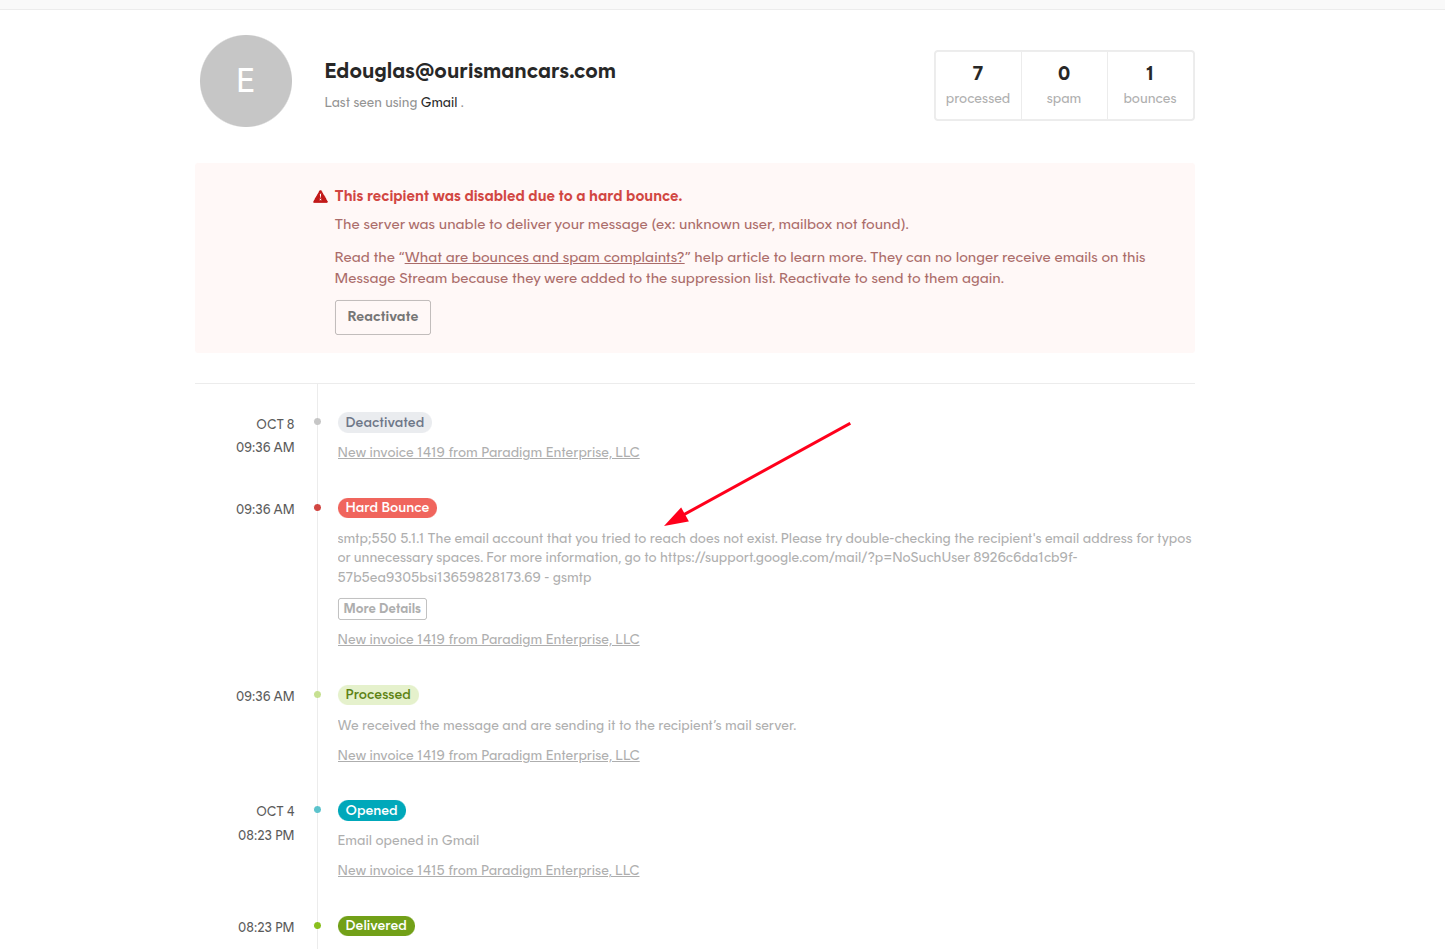 E
Edouglas@ourismancars.com
Last seen using Gmail .
7
processed
0
spam
1
bounces
This recipient was disabled due to a hard bounce.
The server was unable to deliver your message (ex: unknown user, mailbox not found).
Read the “What are bounces and spam complaints?” help article to learn more. They can no longer receive emails on this
Message Stream because they were added to the suppression list. Reactivate to send to them again.
Reactivate
OCT 8
09:36 AM
Deactivated
New invoice 1419 from Paradigm Enterprise, LLC
09:36 AM
Hard Bounce
smtp;550 5.1.1 The email account that you tried to reach does not exist. Please try double-checking the recipient's email address for typos
or unnecessary spaces. For more information, go to https://support.google.com/mail/?p=NoSuchUser 8926c6da1cb9f-
57b5ea9305bsi13659828173.69 - gsmtp
More Details
New invoice 1419 from Paradigm Enterprise, LLC
09:36 AM
Processed
We received the message and are sending it to the recipient’s mail server.
New invoice 1419 from Paradigm Enterprise, LLC
OCT 4
08:23 PM
Opened
Email opened in Gmail
New invoice 1415 from Paradigm Enterprise, LLC
08:23 PM
Delivered